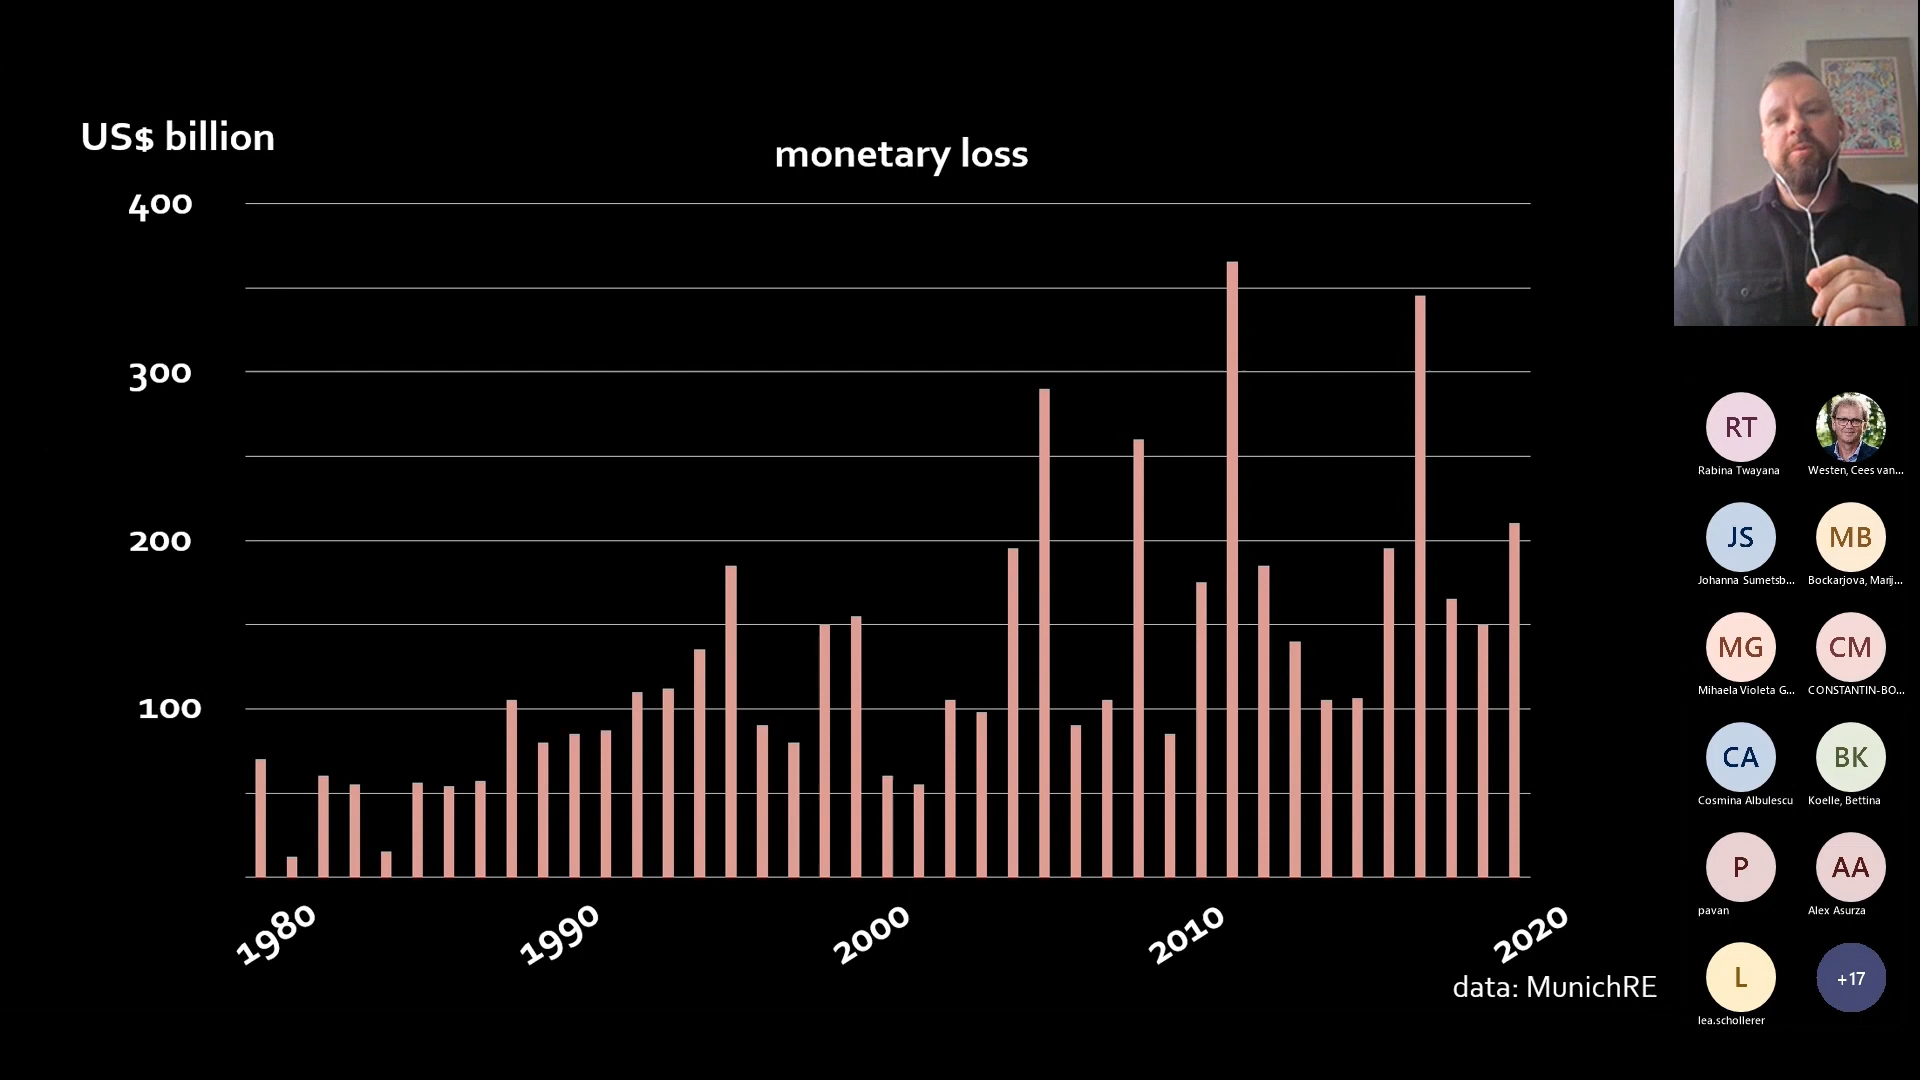 US$ billion
monetary loss
400
300
200
100
1980
1990
2000
2010
2020
data: MunichRE
RT
Rabina Twayana
Westen, Cees van...
JS
Johanna Sumetsb...
MB
Bockarjova, Marij...
MG
Mihaela Violeta G...
CM
CONSTANTIN-BO...
CA
Cosmina Albulescu
BK
Koelle, Bettina
P
pavan
AA
Alex Asurza
L
lea.schollerer
+17